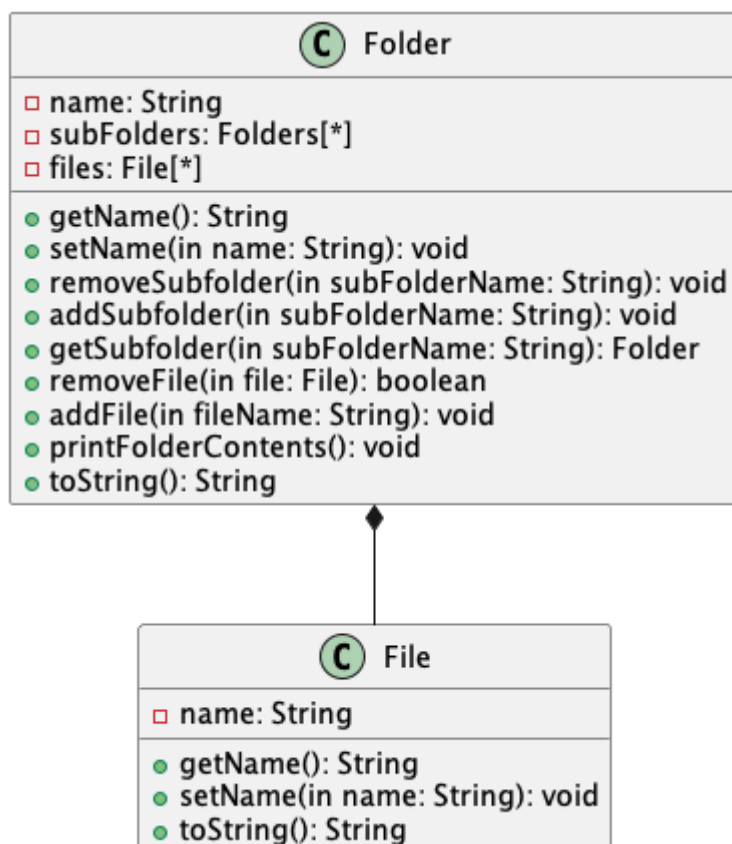 C Folder
name: String
subFolders: Folders[*]
files: File[*]
getName(): String
setName(in name: String): void
removeSubfolder(in subFolderName: String): void
addSubfolder(in subFolderName: String): void
getSubfolder(in subFolderName: String): Folder
removeFile(in file: File): boolean
addFile(in fileName: String): void
printFolderContents(): void
toString(): String
C File
name: String
getName(): String
setName(in name: String): void
toString(): String